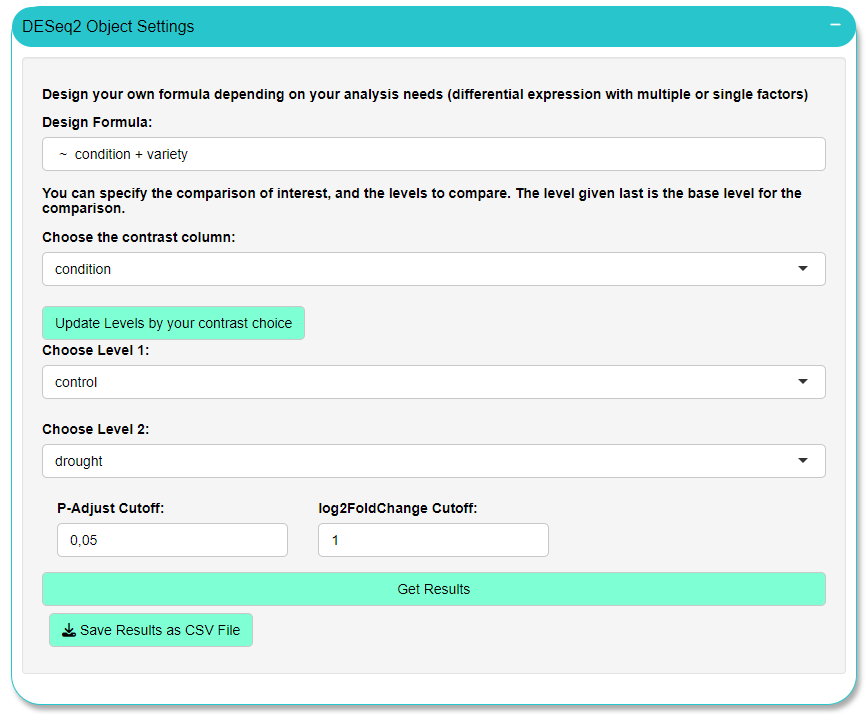 DESeq2 Object Settings
Design your own formula depending on your analysis needs (differential expression with multiple or single factors)
Design Formula:
~ condition + variety
You can specify the comparison of interest, and the levels to compare. The level given last is the base level for the
comparison.
Choose the contrast column:
condition
Update Levels by your contrast choice
Choose Level 1:
control
Choose Level 2:
drought
P-Adjust Cutoff: log2FoldChange Cutoff:
0,05 1
Get Results
Save Results as CSV File